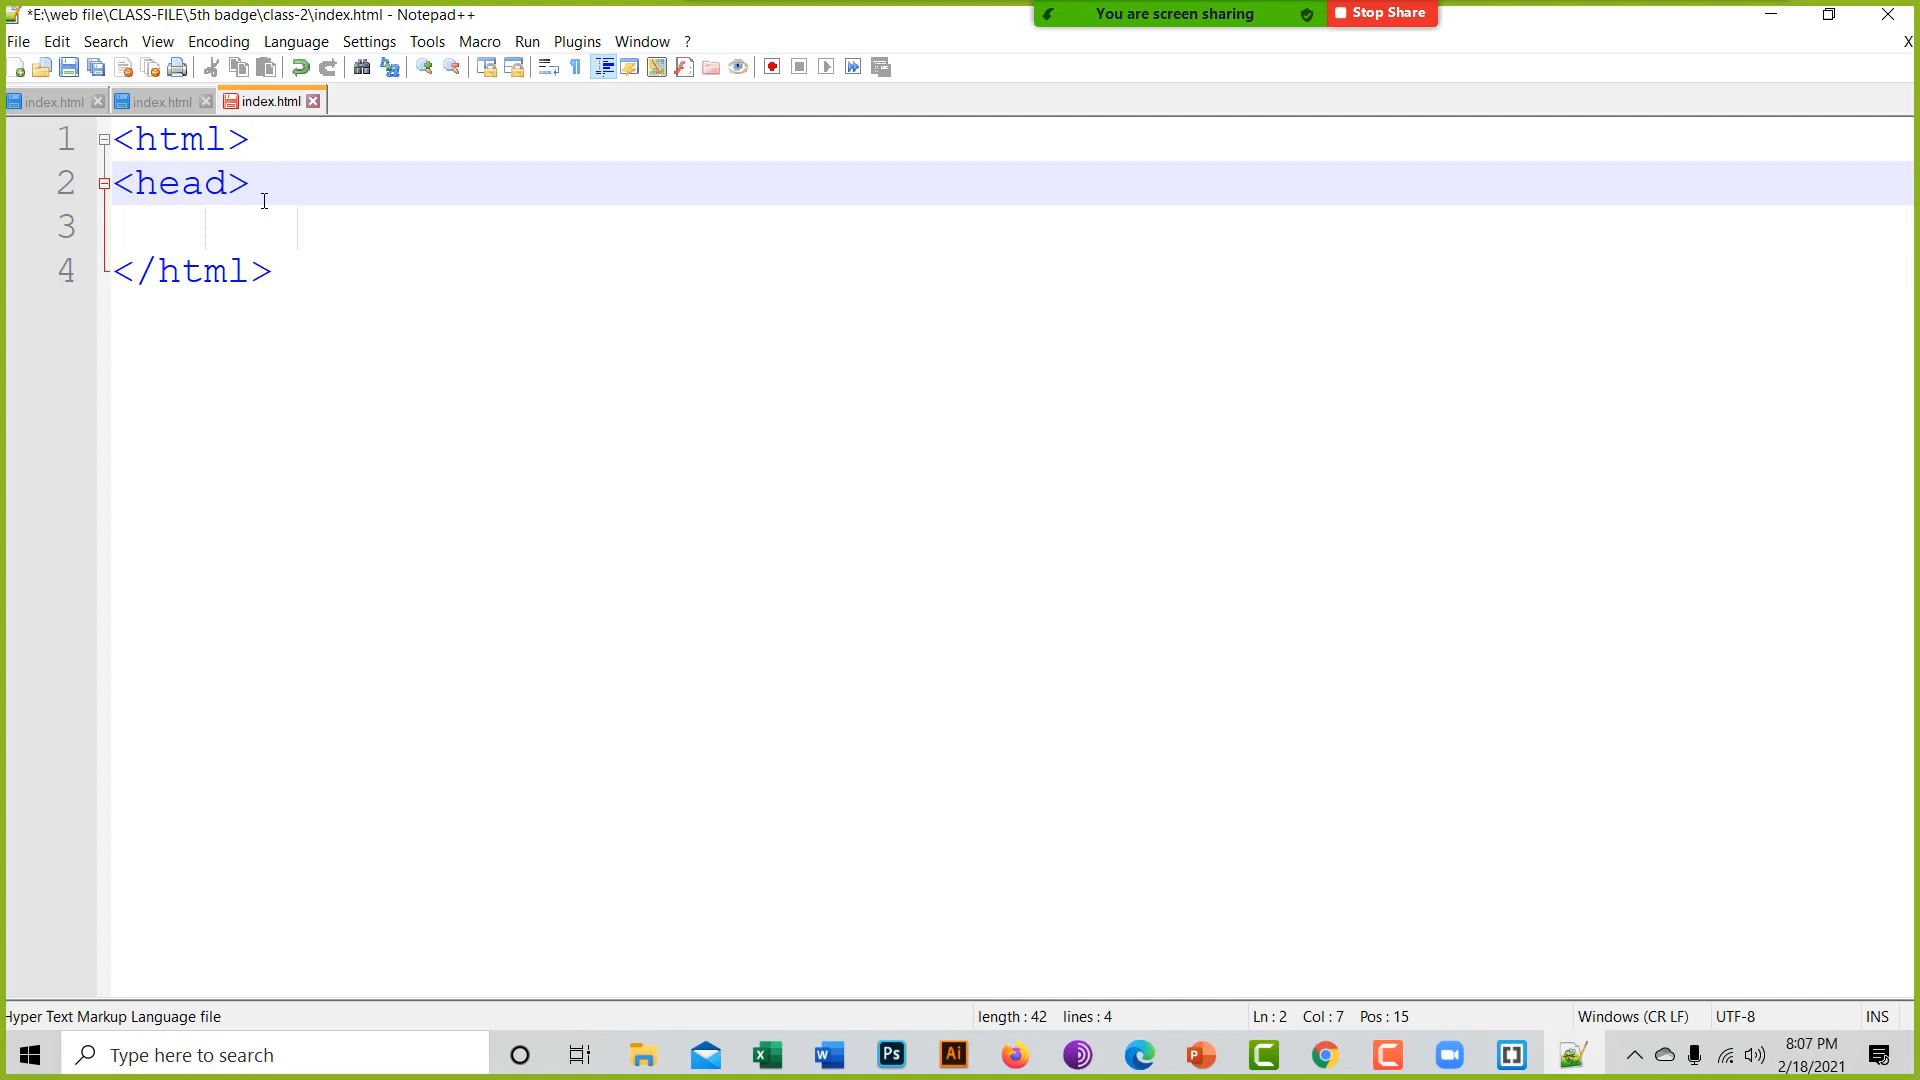 *E:\web file\CLASS-FILE\5th badge\class-2\index.html - Notepad++
You are screen sharing
Stop Share
File Edit Search View Encoding Language Settings Tools Macro Run Plugins Window ? X
index.html index.html index.html
1 <html>
2 <head>
3
4 </html>
Hyper Text Markup Language file length : 42 lines : 4 Ln : 2 Col : 7 Pos : 15 Windows (CR LF) UTF-8 INS
Type here to search
8:07 PM
2/18/2021